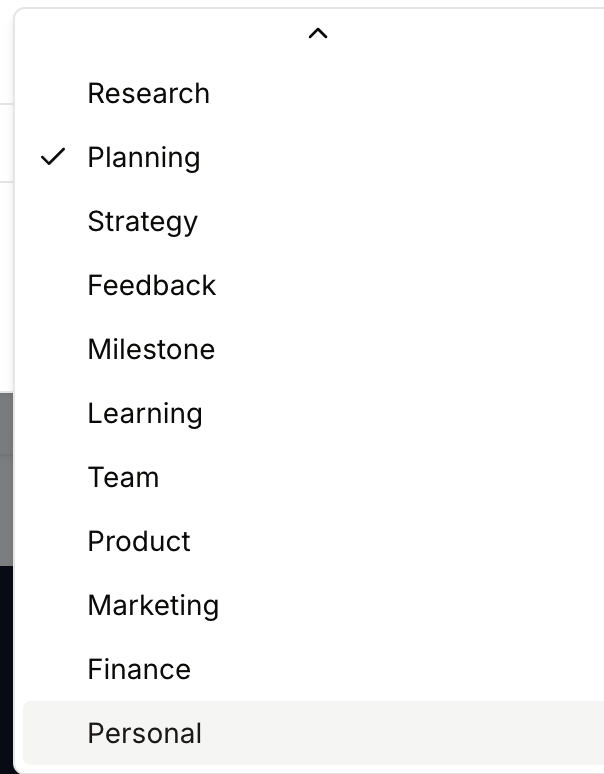 Research
Planning
Strategy
Feedback
Milestone
Learning
Team
Product
Marketing
Finance
Personal